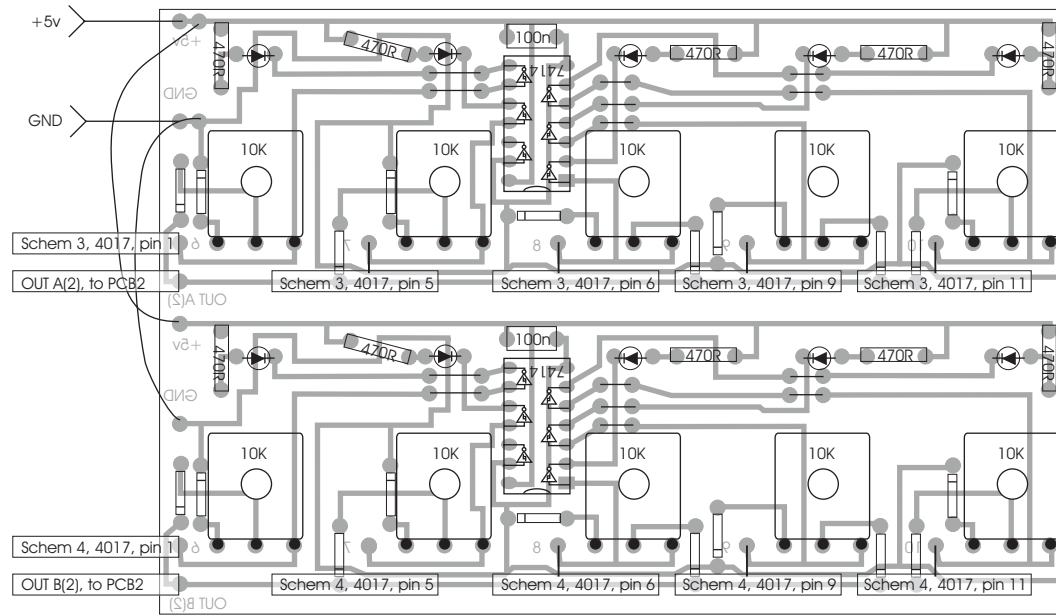 +5v
+5v
470R
470R
100n
7414
470R
470R
470R
GND
GND
10K
10K
10K
10K
10K
Schem 3, 4017, pin 1
6
7
8
9
10
OUT A(2), to PCB2
Schem 3, 4017, pin 5
Schem 3, 4017, pin 6
Schem 3, 4017, pin 9
Schem 3, 4017, pin 11
OUT A(2)
+5v
470R
470R
100n
7414
470R
470R
470R
GND
10K
10K
10K
10K
10K
Schem 4, 4017, pin 1
6
7
8
9
10
OUT B(2), to PCB2
Schem 4, 4017, pin 5
Schem 4, 4017, pin 6
Schem 4, 4017, pin 9
Schem 4, 4017, pin 11
OUT B(2)